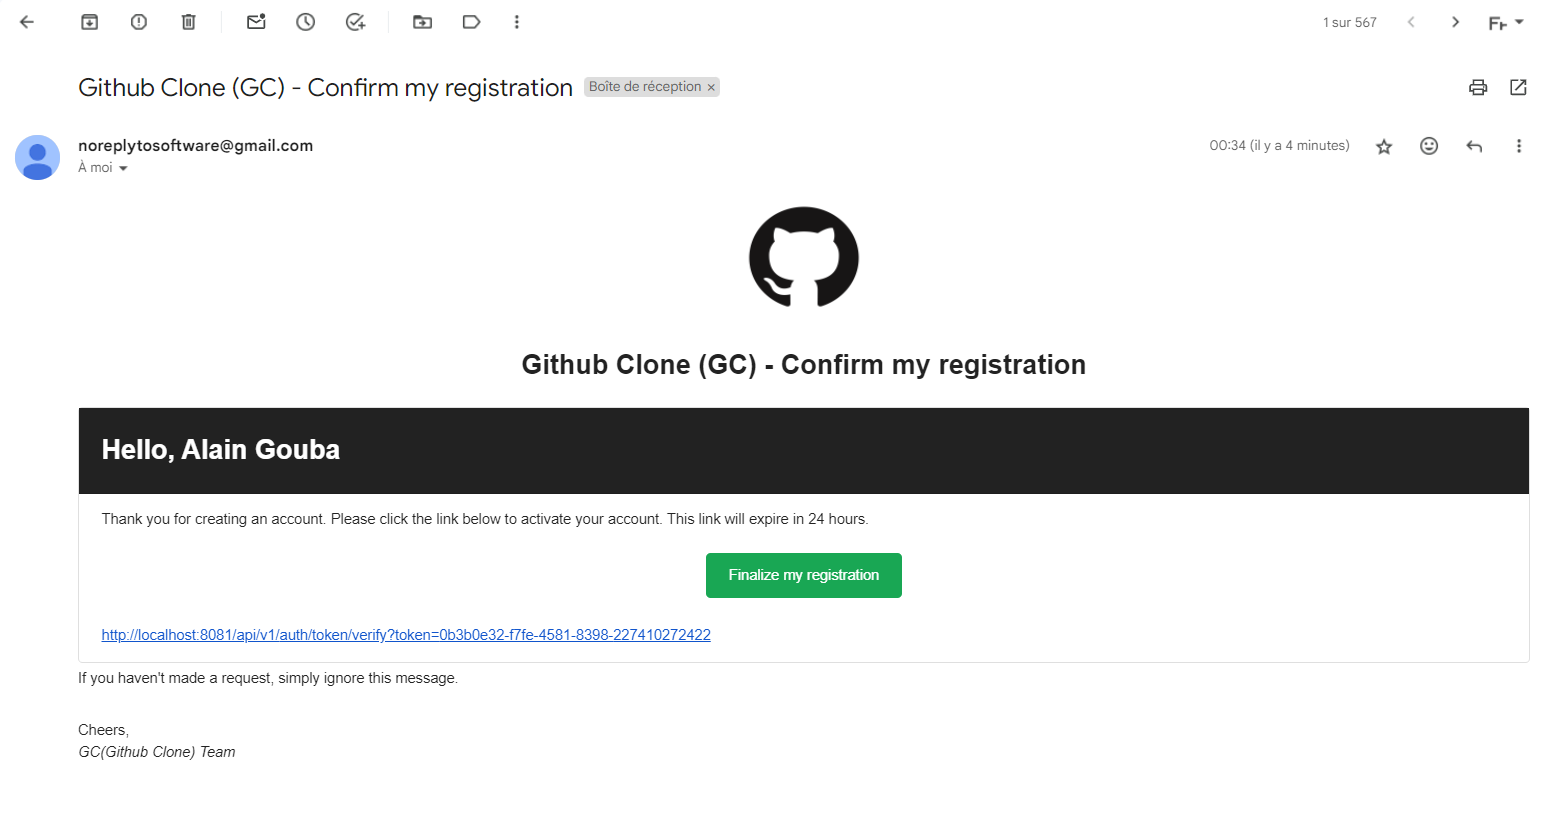 1 sur 567
Fr
Github Clone (GC) - Confirm my registration Boîte de réception ×
noreplytosoftware@gmail.com
00:34 (il y a 4 minutes)
À moi
Github Clone (GC) - Confirm my registration
Hello, Alain Gouba
Thank you for creating an account. Please click the link below to activate your account. This link will expire in 24 hours.
Finalize my registration
http://localhost:8081/api/v1/auth/token/verify?token=0b3b0e32-f7fe-4581-8398-227410272422
If you haven't made a request, simply ignore this message.
Cheers,
GC(Github Clone) Team